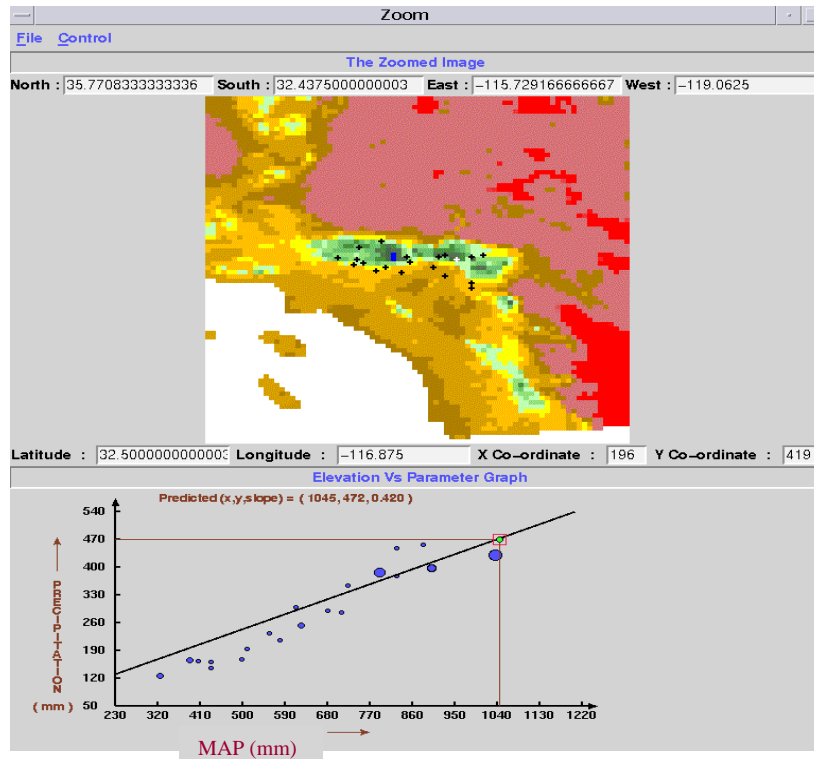 Zoom
File Control
The Zoomed Image
North : 35.7708333333336 South : 32.4375000000003 East : -115.729166666667 West : -119.0625
Latitude : 32.5000000000003 Longitude : -116.875 X Co-ordinate : 196 Y Co-ordinate : 419
Elevation Vs Parameter Graph
Predicted (x,y,slope) = ( 1045, 472, 0.420 )
540
470
400
330
260
190
120
50
PRECIPITATION
( mm )
230 320 410 500 590 680 770 860 950 1040 1130 1220
MAP (mm)